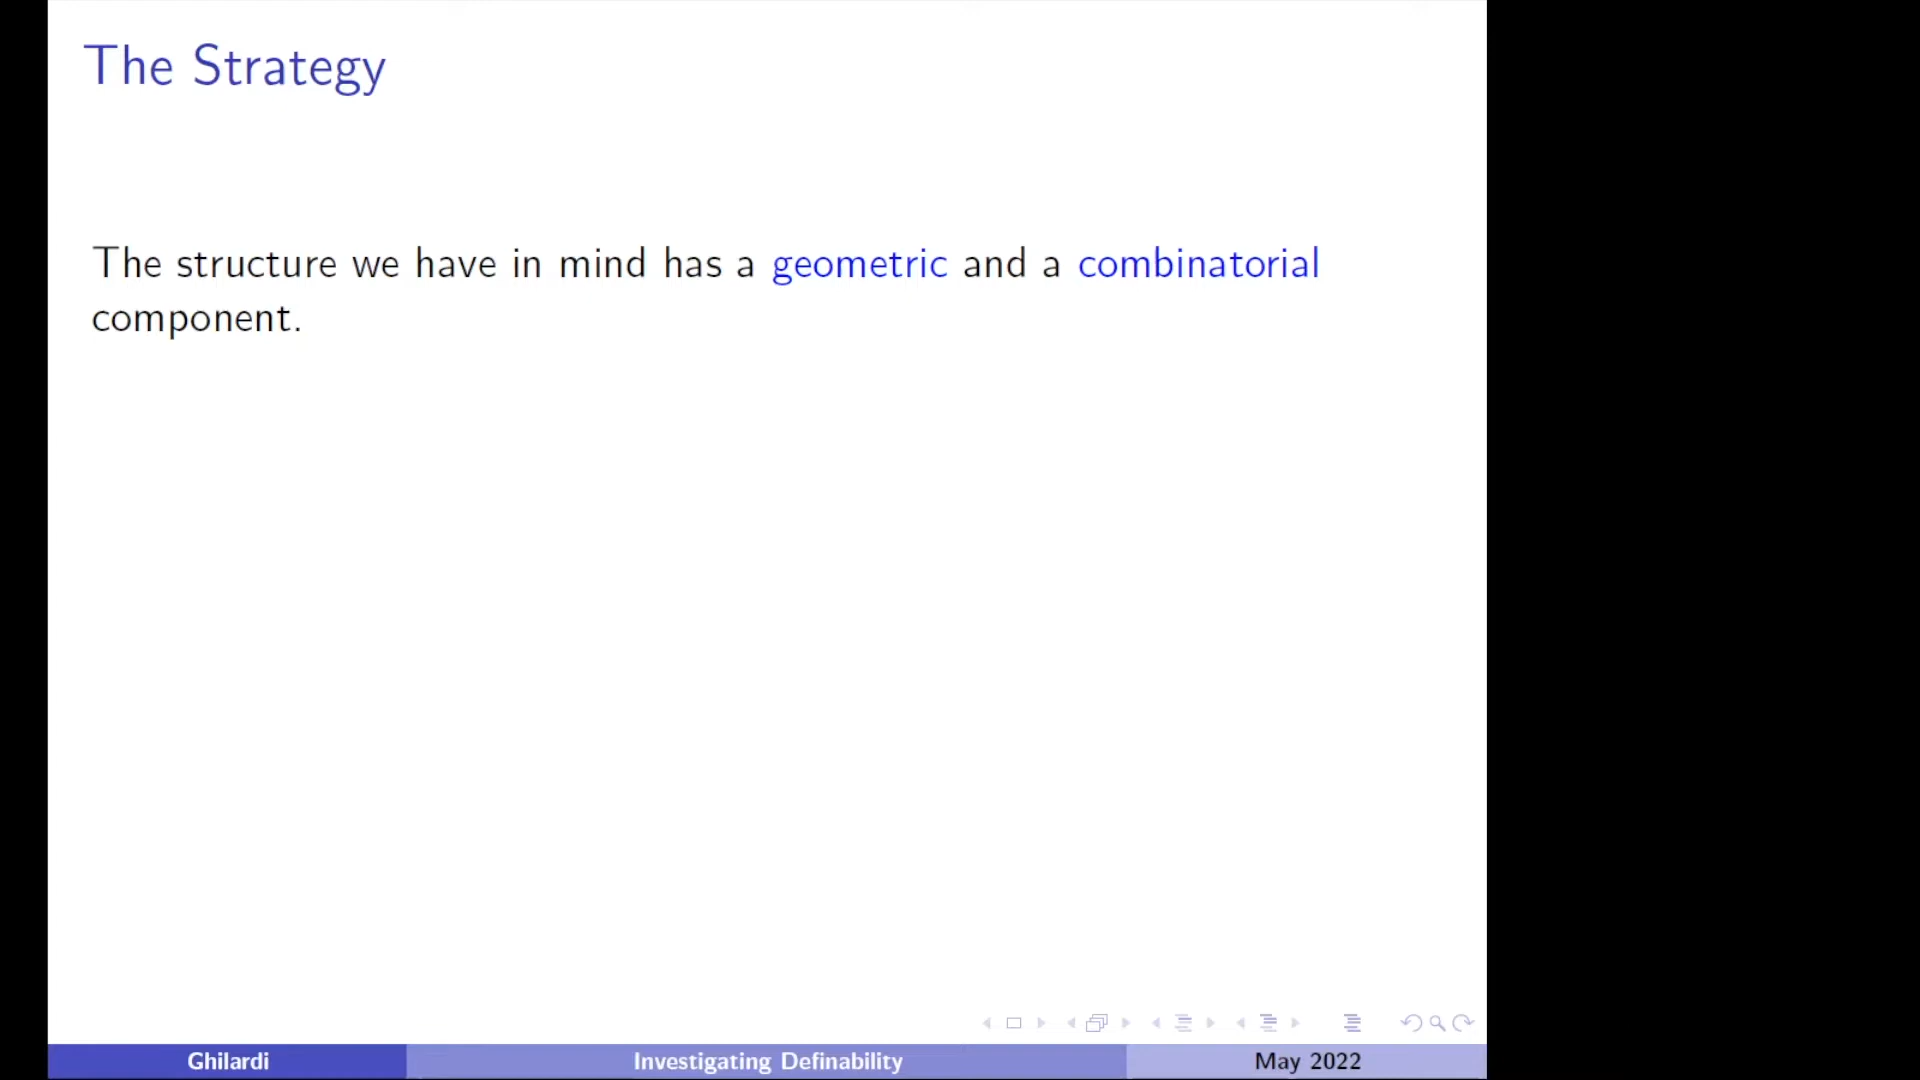 The Strategy
The structure we have in mind has a geometric and a combinatorial
component.
Ghilardi
Investigating Definability
May 2022